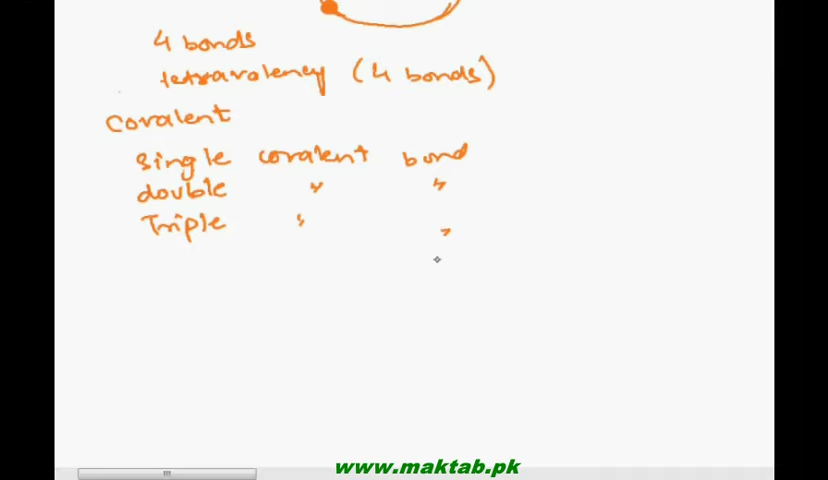 4 bonds
tetravalency (4 bonds)
Covalent
Single covalent bond
double " "
Triple " "
www.maktab.pk